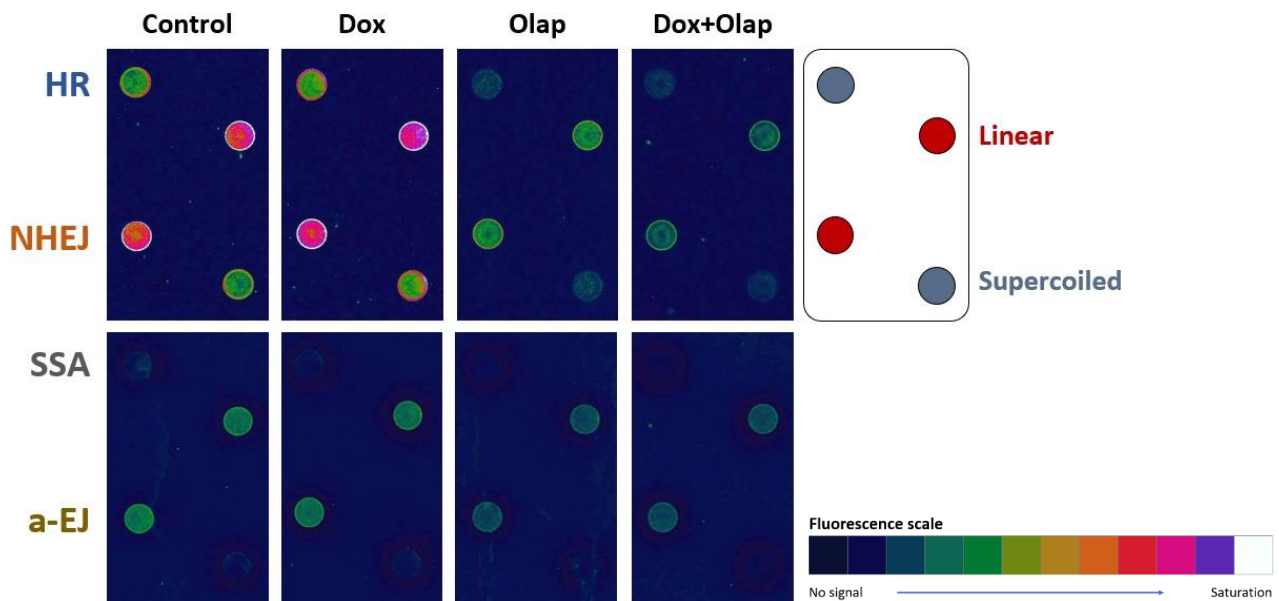 Control Dox Olap Dox+Olap
HR
Linear
NHEJ
Supercoiled
SSA
a-EJ
Fluorescence scale
No signal Saturation